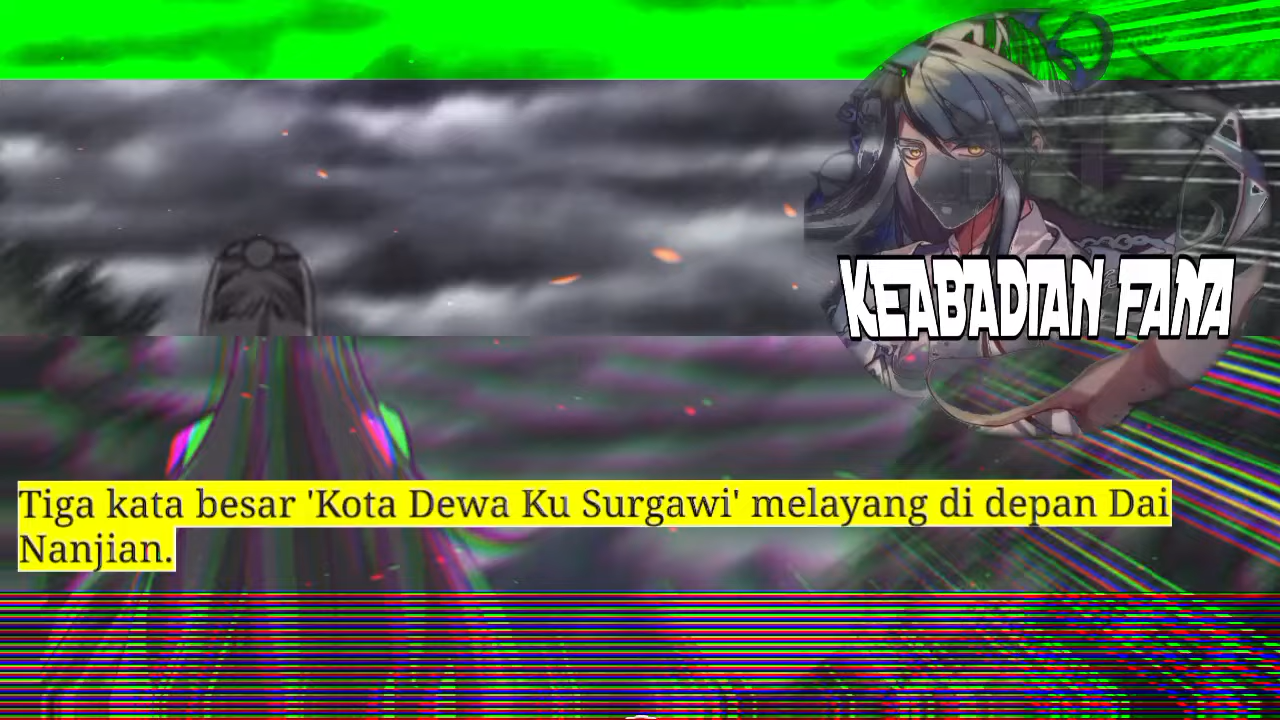 KEABADIAN FANA
Tiga kata besar 'Kota Dewa Ku Surgawi' melayang di depan Dai
Nanjian.